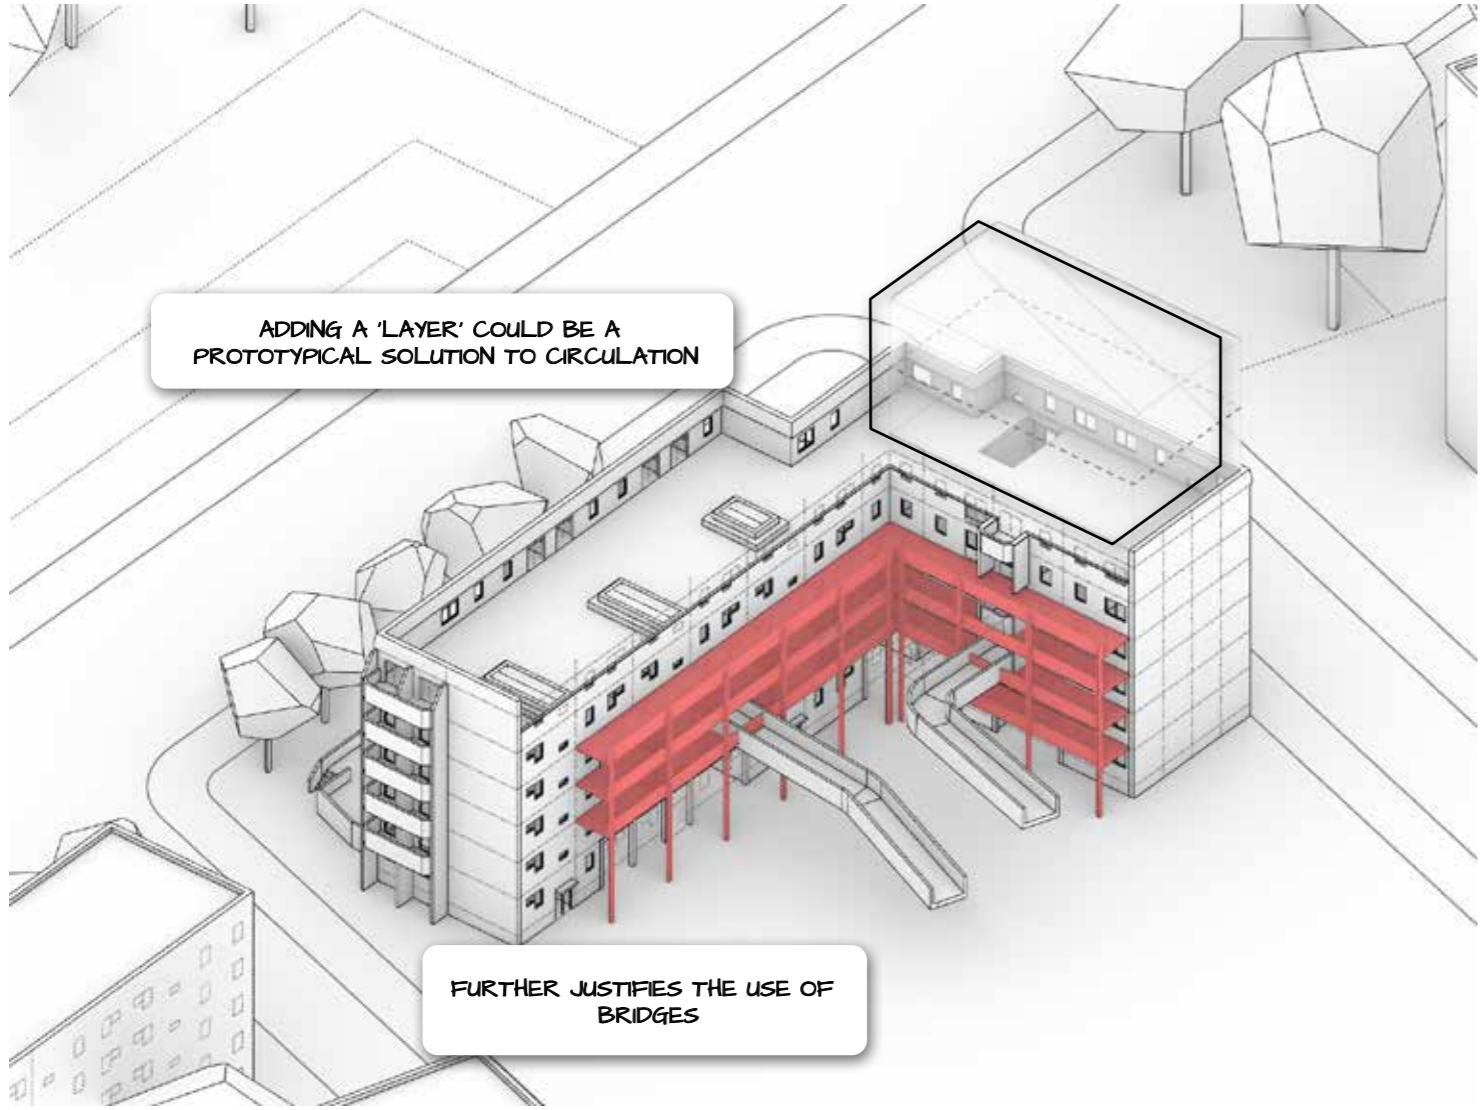 ADDING A 'LAYER' COULD BE A
PROTOTYPICAL SOLUTION TO CIRCULATION
FURTHER JUSTIFIES THE USE OF
BRIDGES